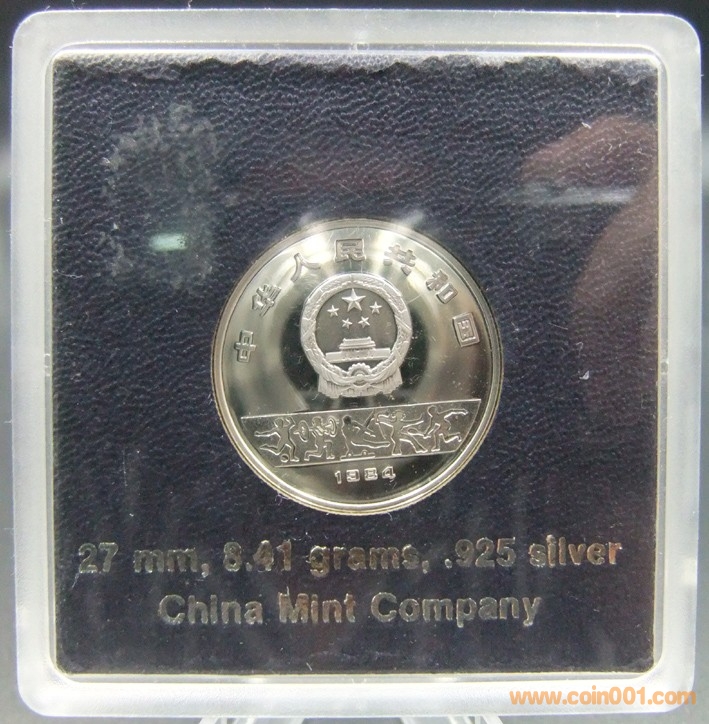 中华人民共和国
1984
27 mm, 8.41 grams, .925 silver
China Mint Company
www.coin001.com